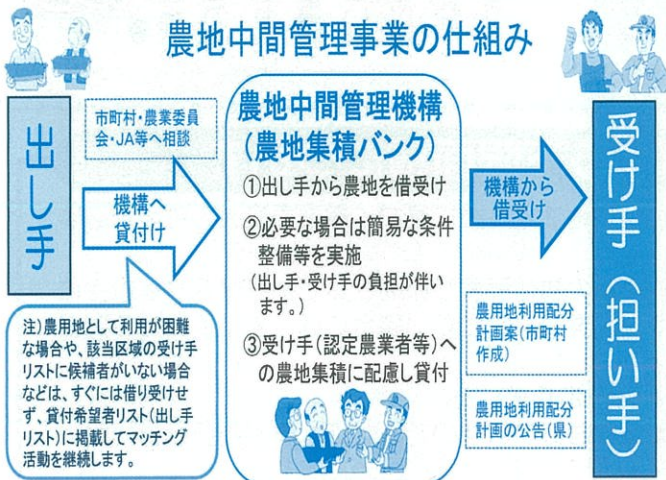 農地中間管理事業の仕組み
出し手
市町村・農業委員
会・JA等へ相談
機構へ
貸付け
注)農用地として利用が困難
な場合や、該当区域の受け手
リストに候補者がいない場合
などは、すぐには借り受けせ
ず、貸付希望者リスト(出し手
リスト)に掲載してマッチング
活動を継続します。
農地中間管理機構
(農地集積バンク)
①出し手から農地を借受け
②必要な場合は簡易な条件
整備等を実施
(出し手・受け手の負担が伴い
ます。)
③受け手(認定農業者等)へ
の農地集積に配慮し貸付
機構から
借受け
農用地利用配分
計画案(市町村
作成)
農用地利用配分
計画の公告(県)
受け手(担い手)